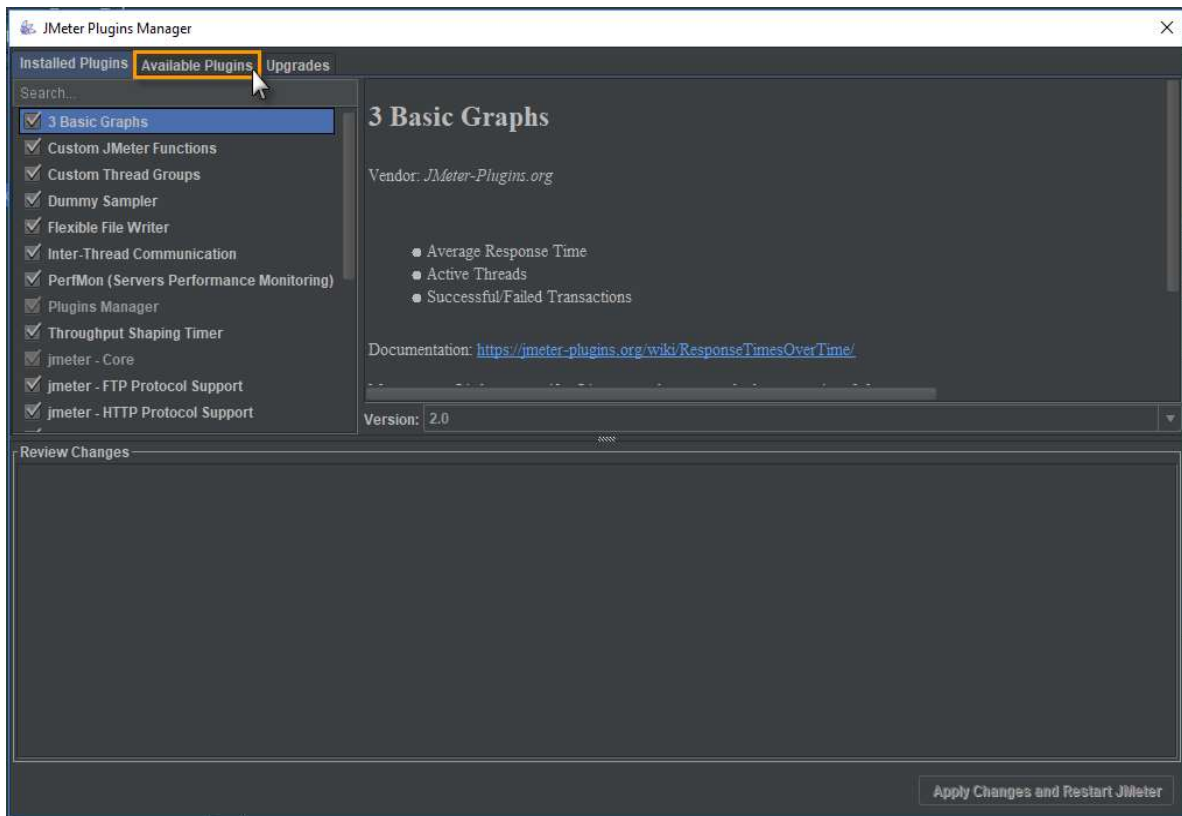 JMeter Plugins Manager
Installed Plugins Available Plugins Upgrades
Search...
3 Basic Graphs
Custom JMeter Functions
Custom Thread Groups
Dummy Sampler
Flexible File Writer
Inter-Thread Communication
PerfMon (Servers Performance Monitoring)
Plugins Manager
Throughput Shaping Timer
jmeter - Core
jmeter - FTP Protocol Support
jmeter - HTTP Protocol Support
3 Basic Graphs
Vendor: JMeter-Plugins.org
Average Response Time
Active Threads
Successful/Failed Transactions
Documentation: https://jmeter-plugins.org/wiki/ResponseTimesOverTime/
Version: 2.0
Review Changes
Apply Changes and Restart JMeter